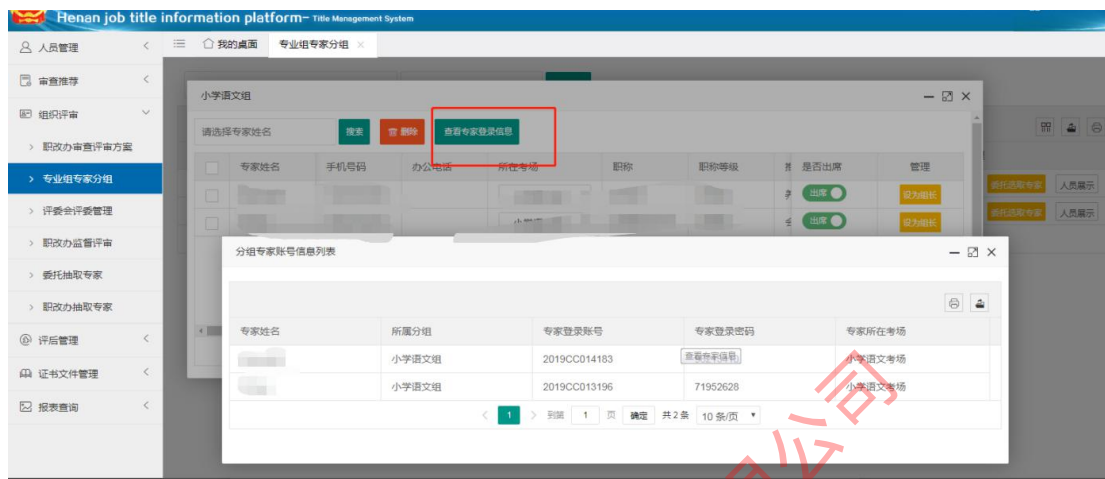 Henan job title information platform- Title Management System
人员管理
我的桌面 专业组专家分组
审查推荐
组织评审
职改办审查评审方案
专业组专家分组
评委会评委管理
职改办监督评审
委托抽取专家
职改办抽取专家
评后管理
证书文件管理
报表查询
小学语文组
请选择专家姓名 搜索 删除 查看专家登录信息
专家姓名 手机号码 办公电话 所在考场 职称 职称等级 是否出席 管理
出席 设为组长 委托选取专家 人员展示
出席 设为组长 委托选取专家 人员展示
分组专家账号信息列表
专家姓名 所属分组 专家登录账号 专家登录密码 专家所在考场
小学语文组 2019CC014183 查看专家信息 小学语文考场
小学语文组 2019CC013196 71952628 小学语文考场
1 到第 1 页 确定 共 2 条 10 条/页
公司